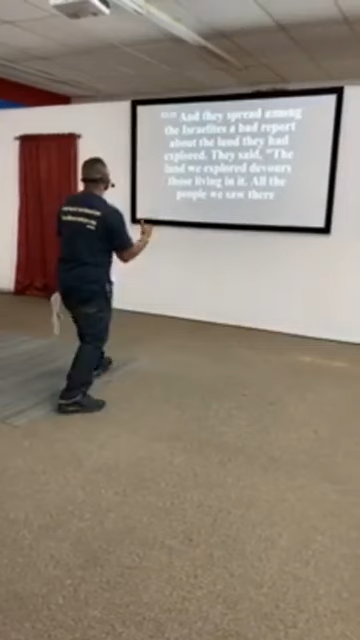 And they spread among
the Israelites a bad report
about the land they had
explored. They said, "The
land we explored devours
those living in it. All the
people we saw there